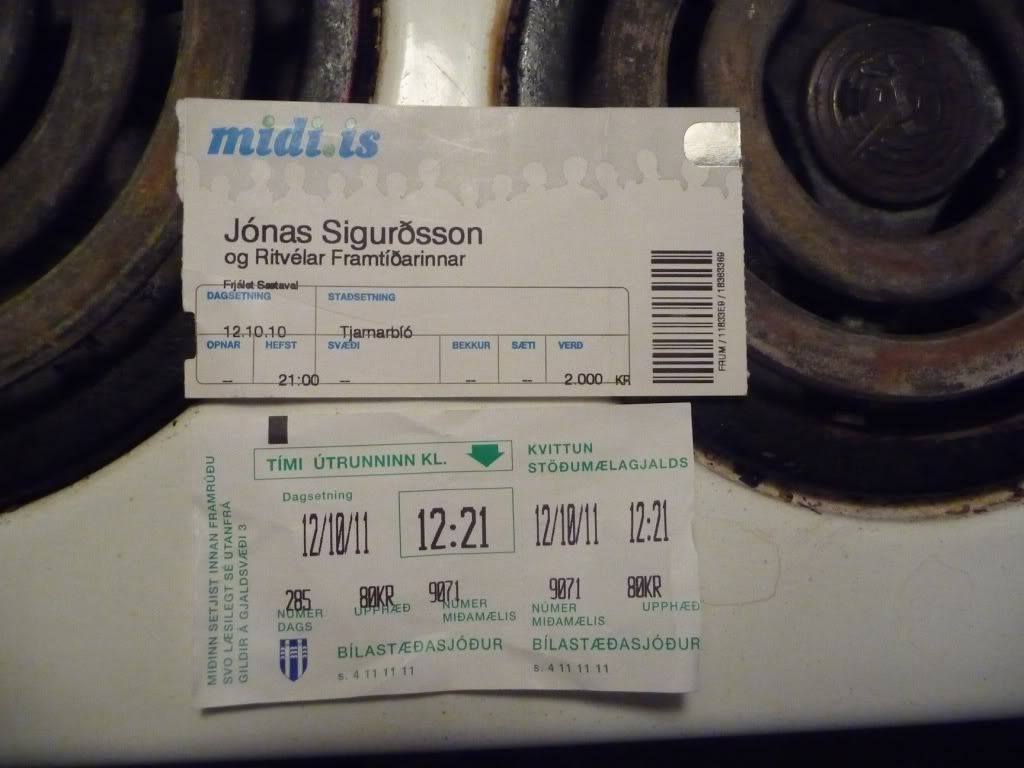 midi.is
Jónas Sigurðsson
og Ritvélar Framtíðarinnar
Frjálst Sætaval
DAGSETNING STAÐSETNING
12.10.10 Tjarnarbíó
OPNAR HEFST SVÆÐI BEKKUR SÆTI VERÐ
-- 21:00 -- -- -- 2.000 KR
FRUM / 11833E9 / 18363369
TÍMI ÚTRUNNINN KL.
KVITTUN
STÖÐUMÆLAGJALDS
Dagsetning
12/10/11 12:21 12/10/11 12:21
285 80KR 9071 9071 80KR
NÚMER DAGS UPPHÆÐ NÚMER MIÐAMÆLIS NÚMER MIÐAMÆLIS UPPHÆÐ
BÍLASTÆÐASJÓÐUR BÍLASTÆÐASJÓÐUR
s. 4 11 11 11 s. 4 11 11 11
MIÐINN SETJIST INNAN FRAMRÚÐU
SVO LÆSILEGT SÉ UTANFRÁ
GILDIR Á GJALDSVÆÐI 3